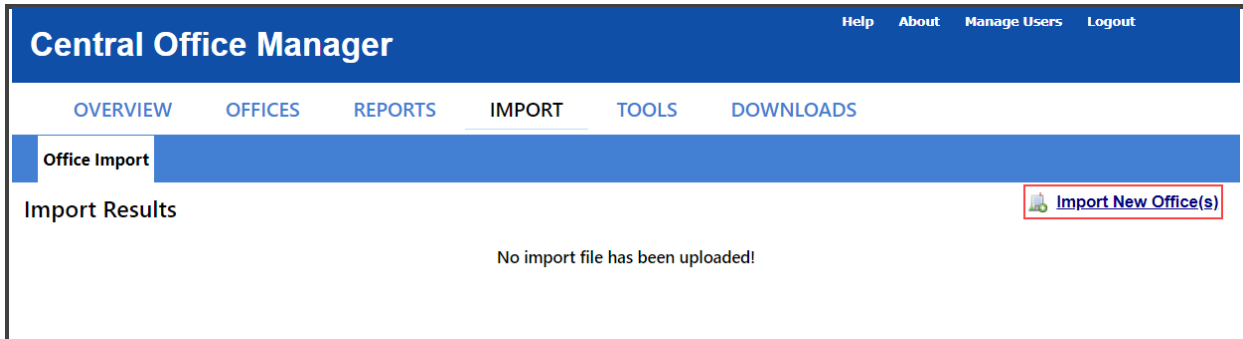 Help About Manage Users Logout
Central Office Manager
OVERVIEW OFFICES REPORTS IMPORT TOOLS DOWNLOADS
Office Import
Import New Office(s)
Import Results
No import file has been uploaded!